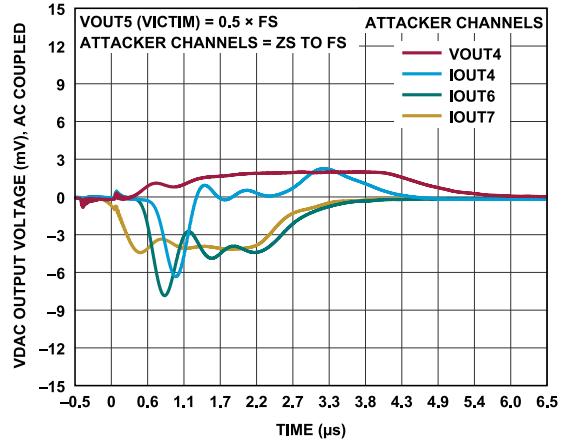 VOUT5 (VICTIM) = 0.5 × FS
ATTACKER CHANNELS = ZS TO FS
ATTACKER CHANNELS
VOUT4
IOUT4
IOUT6
IOUT7
VDAC OUTPUT VOLTAGE (mV), AC COUPLED
15
12
9
6
3
0
–3
–6
–9
–12
–15
–0.5 0 0.6 1.1 1.7 2.2 2.7 3.3 3.8 4.3 4.9 5.4 6.0 6.5
TIME (µs)